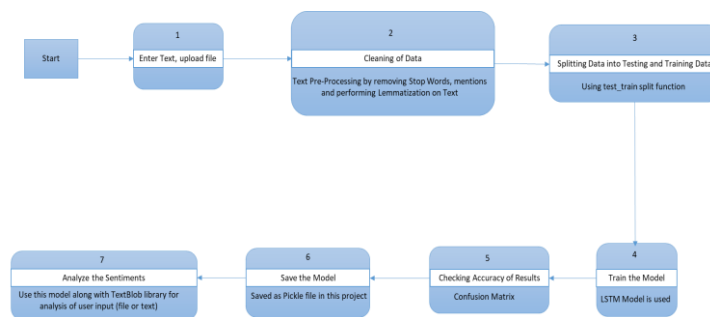 Start
1
Enter Text, upload file
2
Cleaning of Data
Text Pre-Processing by removing Stop Words, mentions
and performing Lemmatization on Text
3
Splitting Data into Testing and Training Data
Using test_train split function
4
Train the Model
LSTM Model is used
5
Checking Accuracy of Results
Confusion Matrix
6
Save the Model
Saved as Pickle file in this project
7
Analyze the Sentiments
Use this model along with TextBlob library for
analysis of user input (file or text)